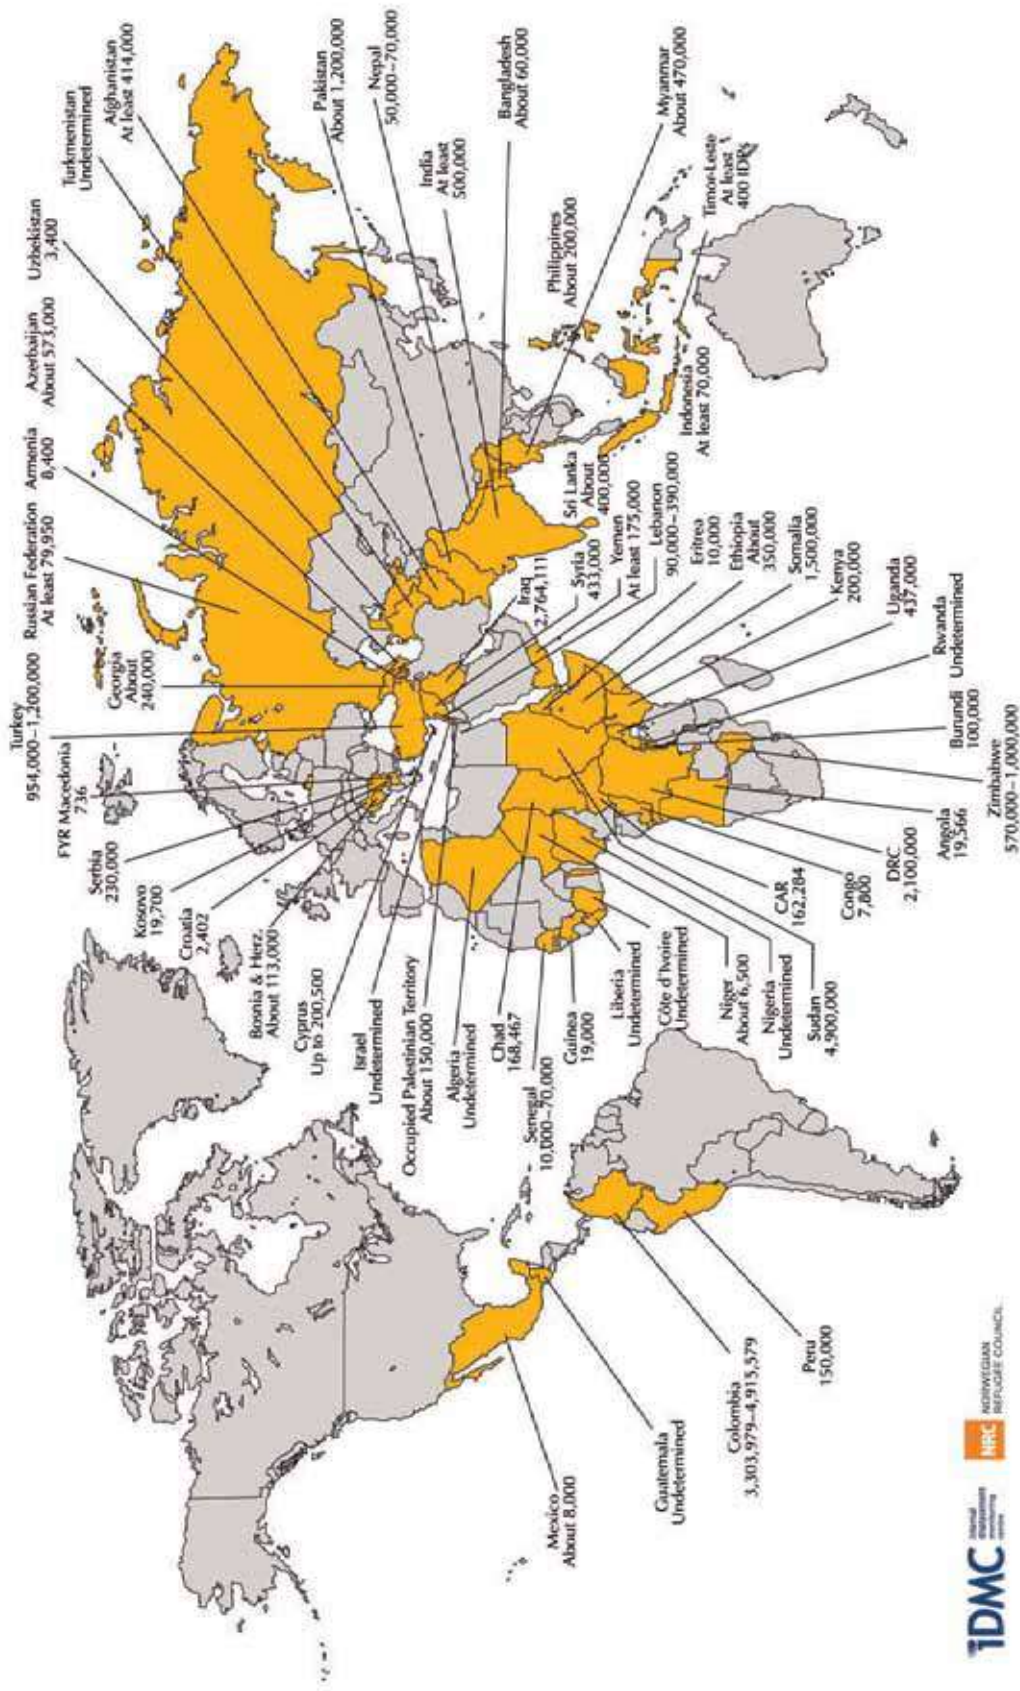 Turkey
954,000–1,200,000
Russian Federation
At least 79,950
Armenia
8,400
Azerbaijan
About 573,000
Uzbekistan
3,400
Turkmenistan
Undetermined
Afghanistan
At least 414,000
Pakistan
About 1,200,000
Nepal
50,000–70,000
India
At least
500,000
Bangladesh
About 60,000
Myanmar
About 470,000
Philippines
About 200,000
Timor-Leste
At least
400 IDPs
Indonesia
At least 70,000
Sri Lanka
About
400,000
Georgia
About
240,000
FYR Macedonia
736
Serbia
230,000
Kosovo
19,700
Croatia
2,402
Bosnia & Herz.
About 113,000
Cyprus
Up to 200,500
Israel
Undetermined
Occupied Palestinian Territory
About 150,000
Algeria
Undetermined
Chad
168,467
Senegal
10,000–70,000
Guinea
19,000
Liberia
Undetermined
Côte d'Ivoire
Undetermined
Niger
About 6,500
Nigeria
Undetermined
Sudan
4,900,000
CAR
162,284
Congo
7,800
DRC
2,100,000
Angola
19,566
Zimbabwe
570,000–1,000,000
Burundi
100,000
Rwanda
Undetermined
Uganda
437,000
Kenya
200,000
Somalia
1,500,000
Ethiopia
About
350,000
Eritrea
10,000
Lebanon
90,000–390,000
Yemen
At least 175,000
Syria
433,000
Iraq
2,764,111
Mexico
About 8,000
Guatemala
Undetermined
Colombia
3,303,979–4,915,579
Peru
150,000
iDMC
internal
displacement
monitoring
centre
NRC
NORWEGIAN
REFUGEE COUNCIL